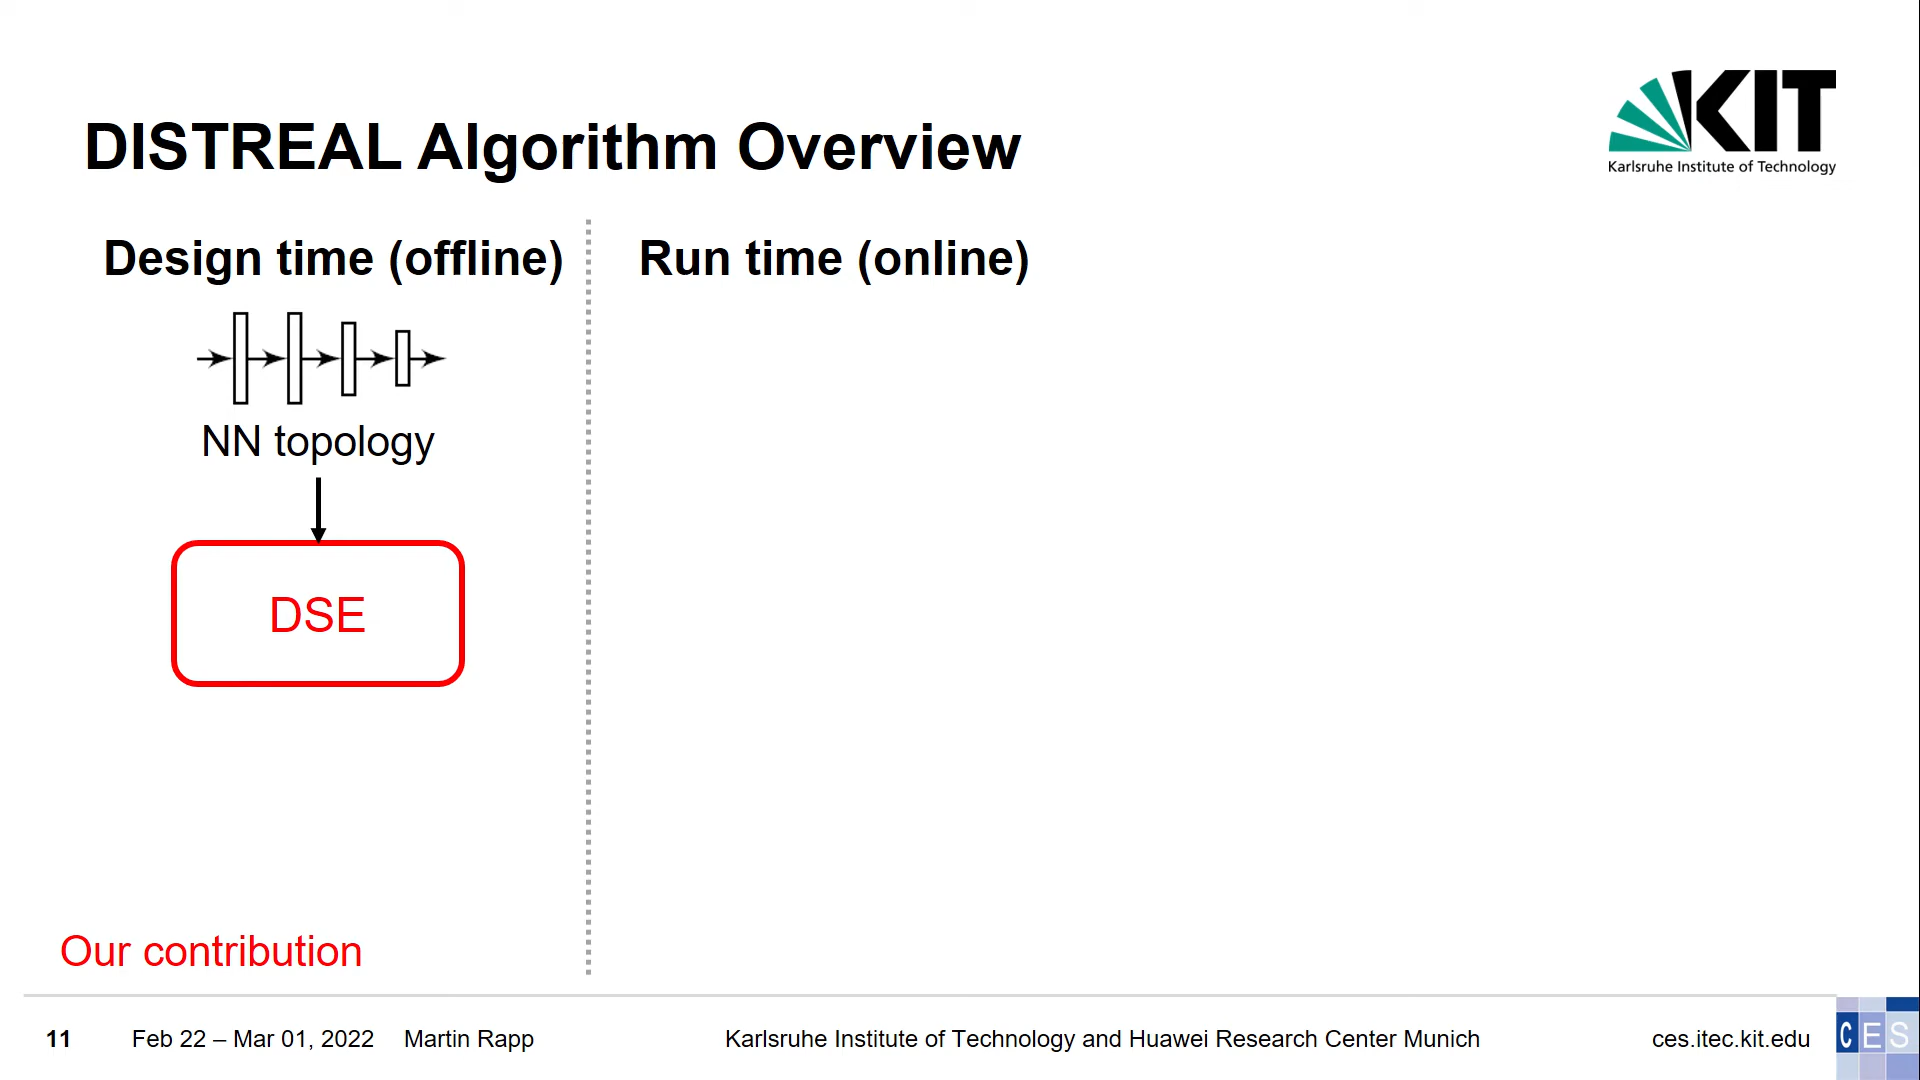 KIT
Karlsruhe Institute of Technology
DISTREAL Algorithm Overview
Design time (offline)
Run time (online)
NN topology
DSE
Our contribution
11 Feb 22 – Mar 01, 2022 Martin Rapp Karlsruhe Institute of Technology and Huawei Research Center Munich ces.itec.kit.edu CES